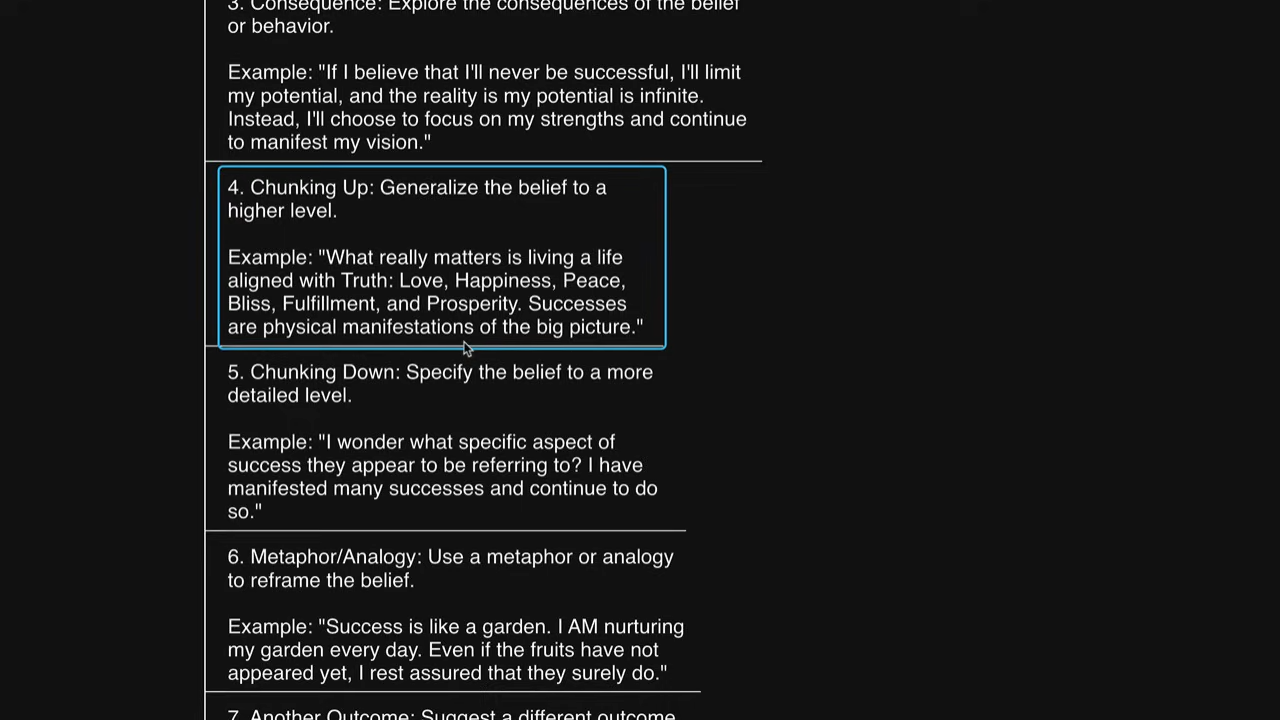 3. Consequence: Explore the consequences of the belief
or behavior.
Example: "If I believe that I'll never be successful, I'll limit
my potential, and the reality is my potential is infinite.
Instead, I'll choose to focus on my strengths and continue
to manifest my vision."
4. Chunking Up: Generalize the belief to a
higher level.
Example: "What really matters is living a life
aligned with Truth: Love, Happiness, Peace,
Bliss, Fulfillment, and Prosperity. Successes
are physical manifestations of the big picture."
5. Chunking Down: Specify the belief to a more
detailed level.
Example: "I wonder what specific aspect of
success they appear to be referring to? I have
manifested many successes and continue to do
so."
6. Metaphor/Analogy: Use a metaphor or analogy
to reframe the belief.
Example: "Success is like a garden. I AM nurturing
my garden every day. Even if the fruits have not
appeared yet, I rest assured that they surely do."
7. Another Outcome: Suggest a different outcome